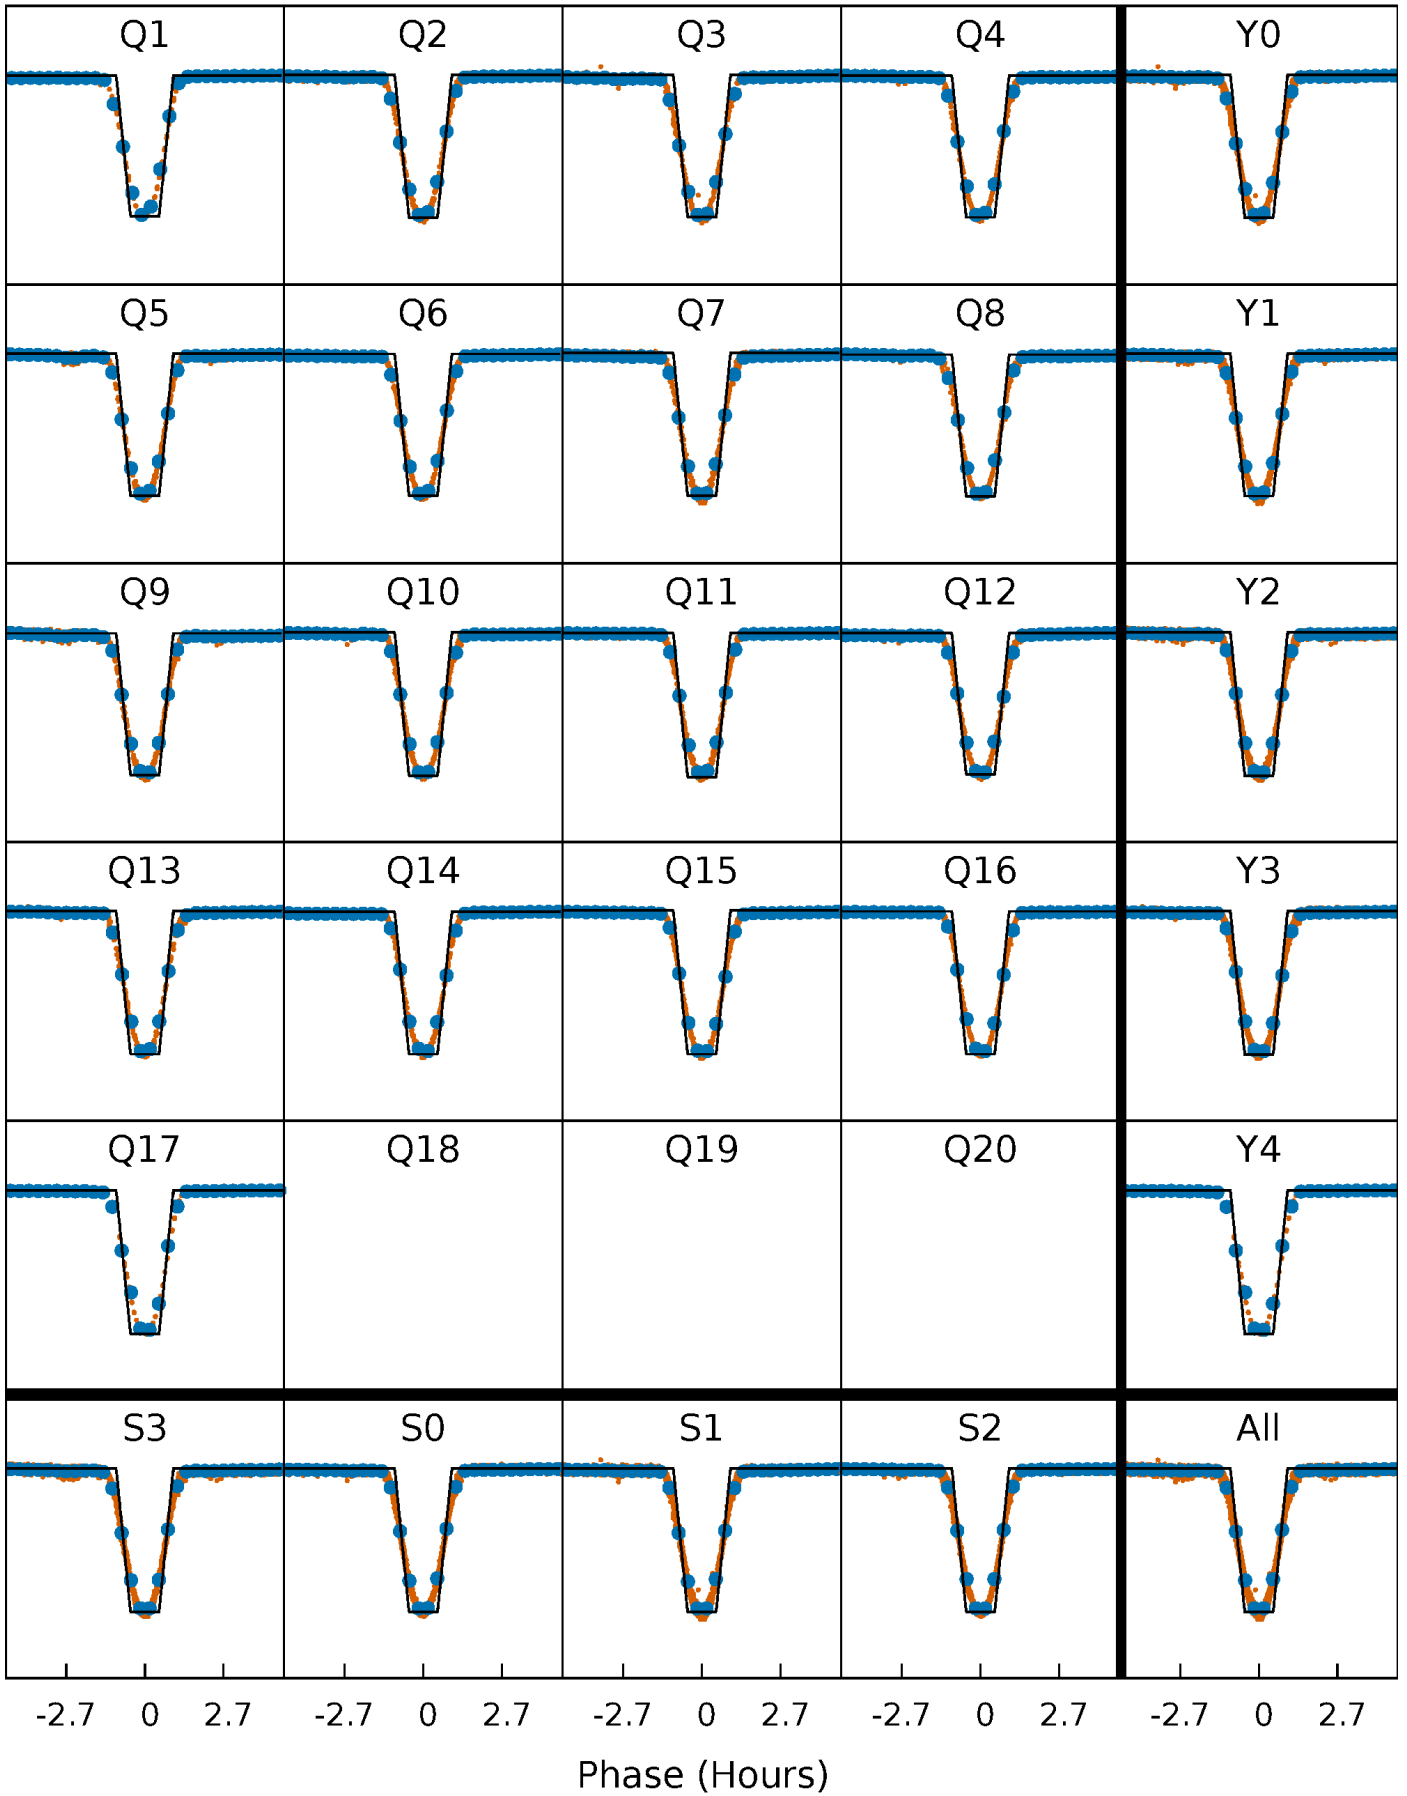 Q1 Q2 Q3 Q4 Y0
Q5 Q6 Q7 Q8 Y1
Q9 Q10 Q11 Q12 Y2
Q13 Q14 Q15 Q16 Y3
Q17 Q18 Q19 Q20 Y4
S3 S0 S1 S2 All
-2.7 0 2.7 -2.7 0 2.7 -2.7 0 2.7 -2.7 0 2.7 -2.7 0 2.7
Phase (Hours)